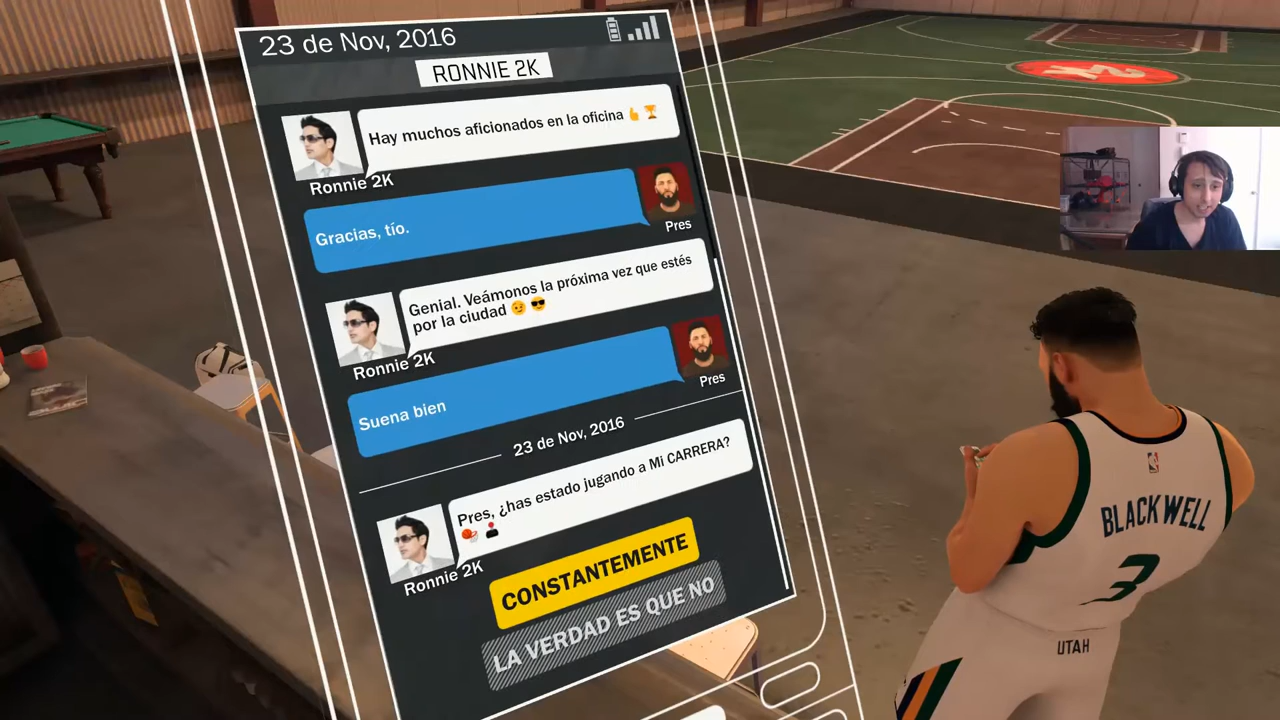 23 de Nov, 2016
RONNIE 2K
Hay muchos aficionados en la oficina 👍🏆
Ronnie 2K
Gracias, tío.
Pres
Genial. Veámonos la próxima vez que estés
por la ciudad 😉 😎
Ronnie 2K
Suena bien
Pres
23 de Nov, 2016
Pres, ¿has estado jugando a Mi CARRERA?
Ronnie 2K
CONSTANTEMENTE
LA VERDAD ES QUE NO
2K
BLACKWELL
3
UTAH